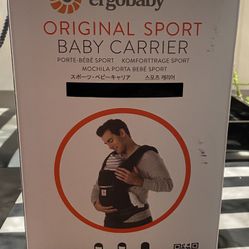 ergobaby
ORIGINAL SPORT
BABY CARRIER
PORTE-BÉBÉ SPORT KOMFORTTRAGE SPORT
MOCHILA PORTA BEBÉ SPORT
スポーツ・ベビーキャリア 스포츠 캐리어